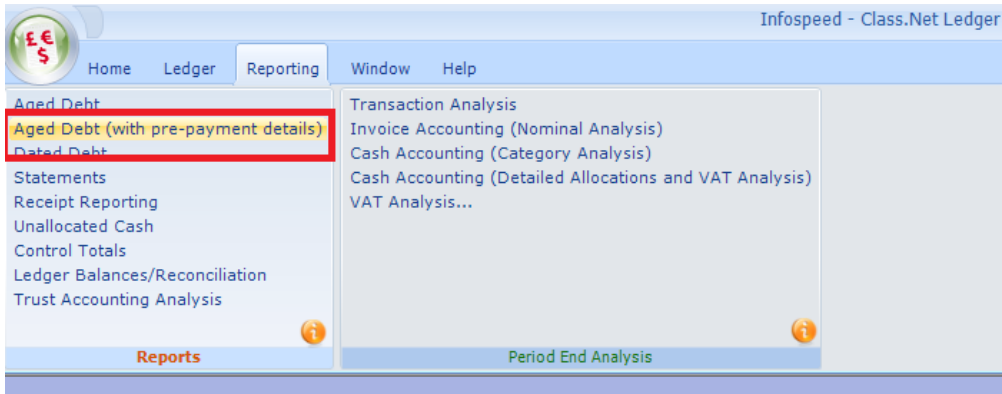 Infospeed - Class.Net Ledger
£ €
$
Home Ledger Reporting Window Help
Aged Debt
Aged Debt (with pre-payment details)
Dated Debt
Statements
Receipt Reporting
Unallocated Cash
Control Totals
Ledger Balances/Reconciliation
Trust Accounting Analysis
Reports
Transaction Analysis
Invoice Accounting (Nominal Analysis)
Cash Accounting (Category Analysis)
Cash Accounting (Detailed Allocations and VAT Analysis)
VAT Analysis...
Period End Analysis